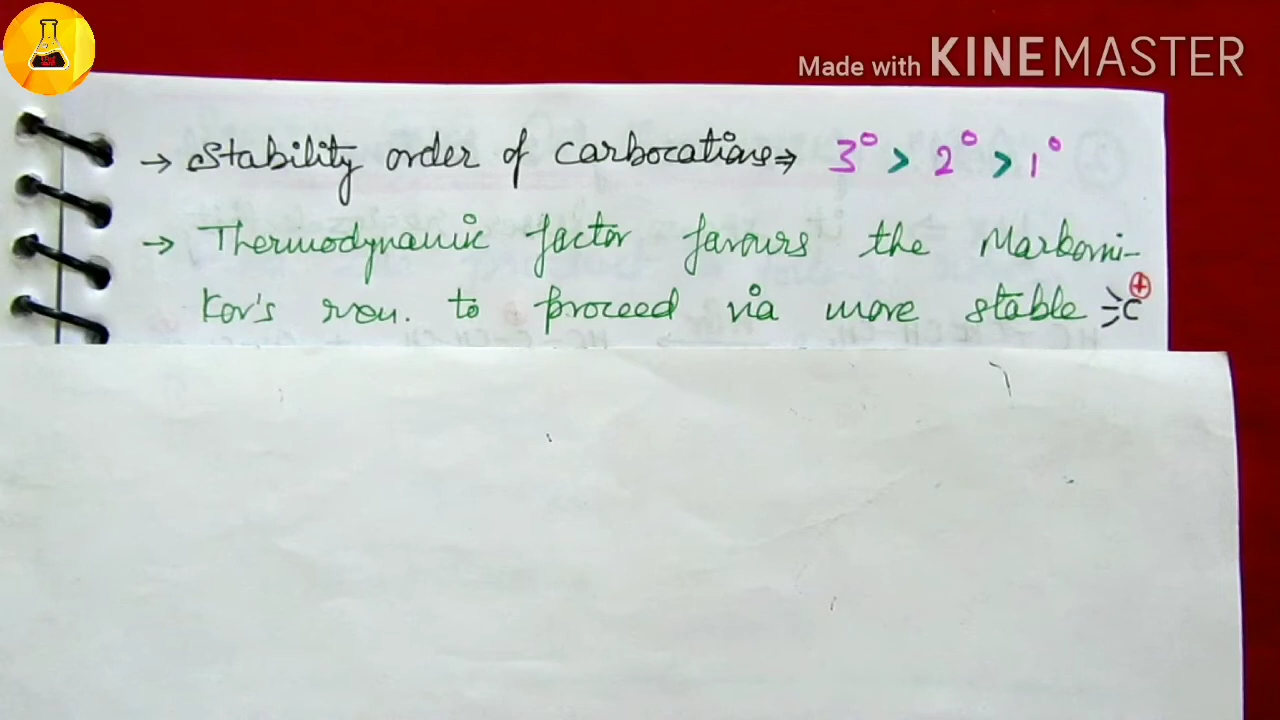 Made with KINEMASTER
→ Stability order of carbocations ⇒ 3° > 2° > 1°
→ Thermodynamic factor favours the Markowni-
kov's rxn. to proceed via more stable C⊕